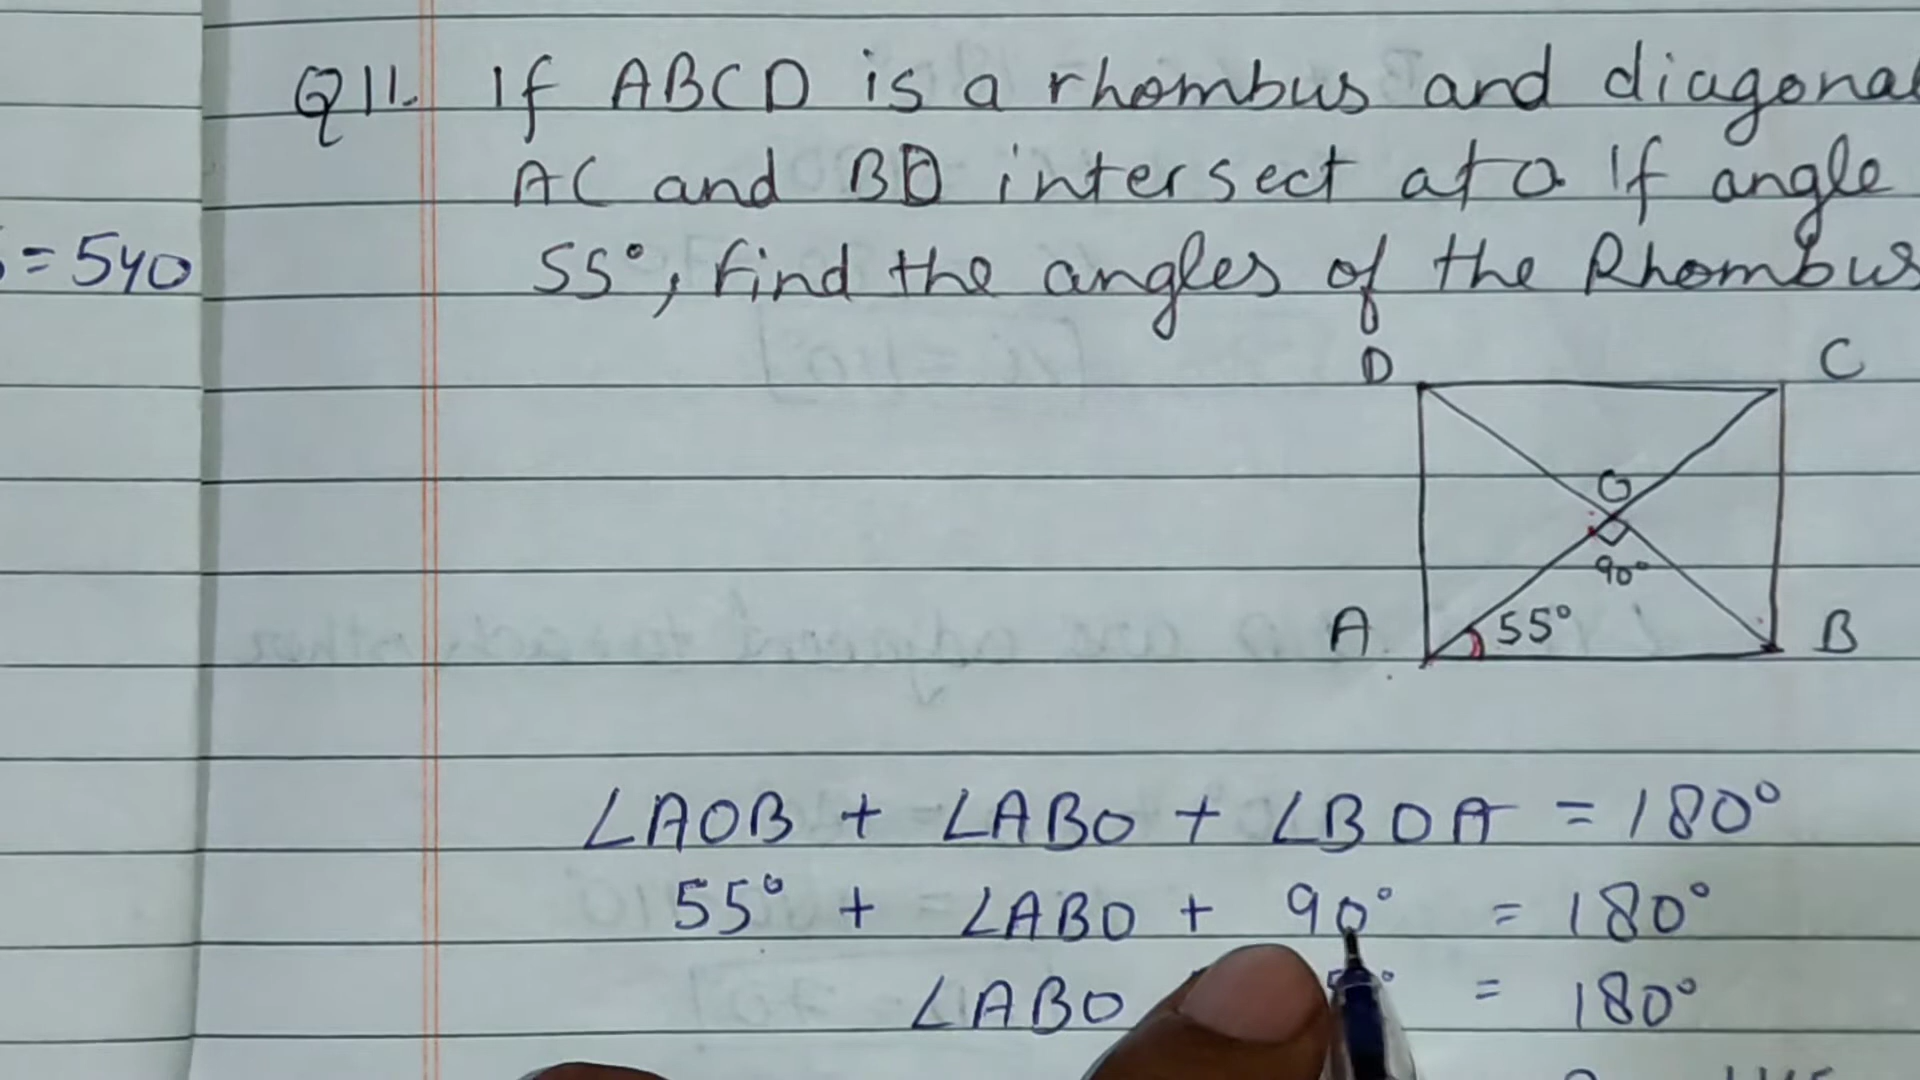 Q11. If ABCD is a rhombus and diagonal
AC and BD intersect at O. If angle
= 540
55°, find the angles of the Rhombus
D
C
O
90°
A
55°
B
∠AOB + ∠ABO + ∠BOA = 180°
55° + ∠ABO + 90° = 180°
∠ABO = 180°